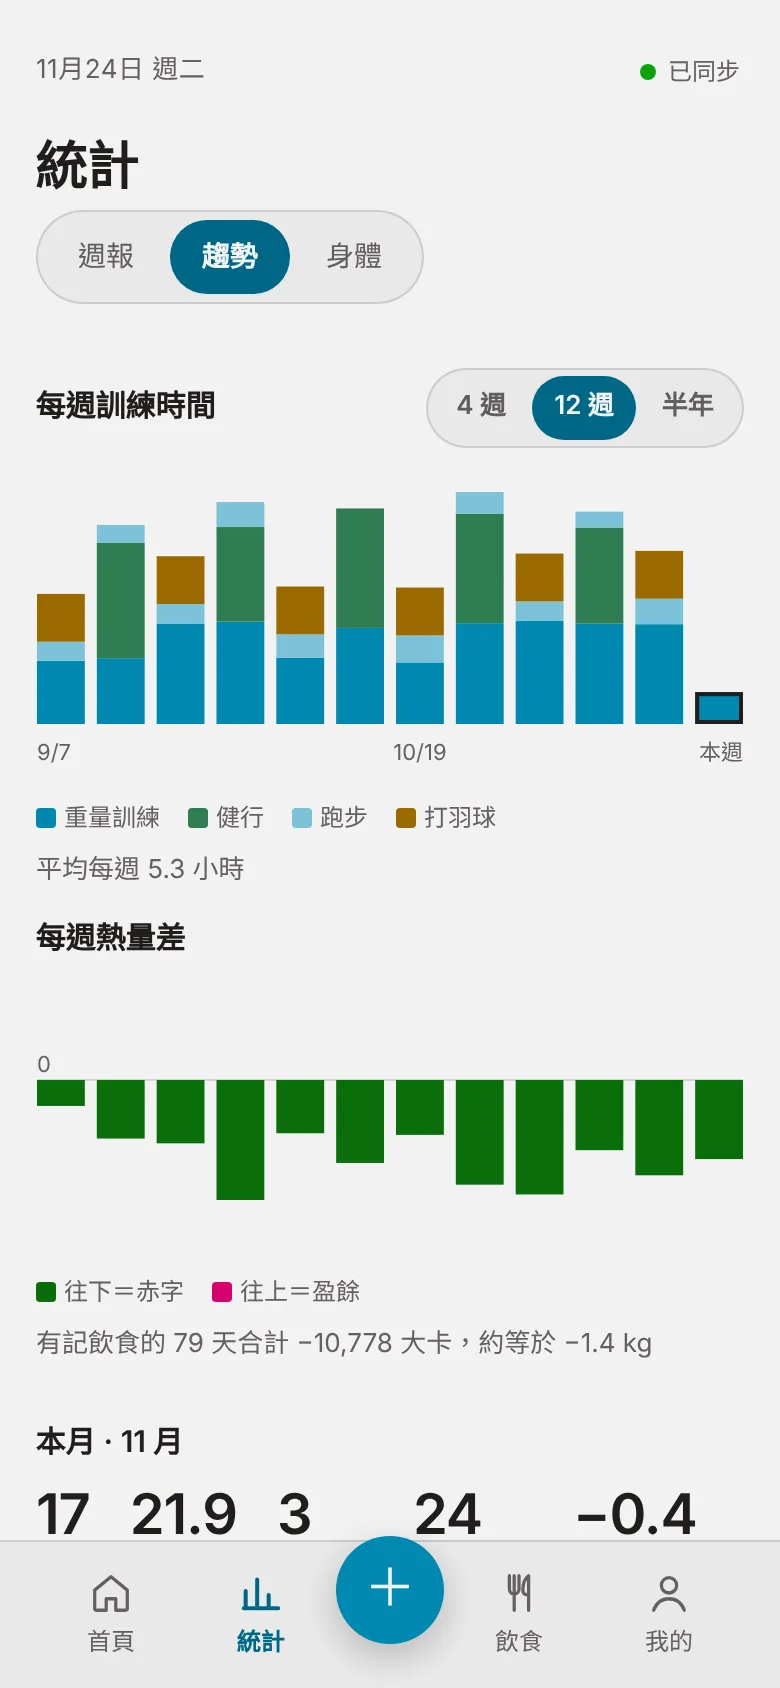 11月24日 週二
已同步
統計
週報 趨勢 身體
每週訓練時間
4 週 12 週 半年
9/7 10/19 本週
重量訓練 健行 跑步 打羽球
平均每週 5.3 小時
每週熱量差
0
往下＝赤字 往上＝盈餘
有記飲食的 79 天合計 −10,778 大卡，約等於 −1.4 kg
本月 · 11 月
17 21.9 3 24 −0.4
首頁 統計 飲食 我的